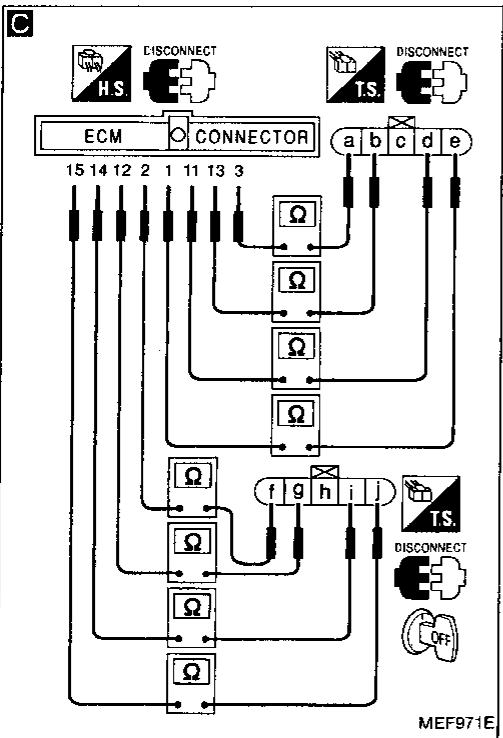 C
DISCONNECT
H.S.
DISCONNECT
T.S.
ECM CONNECTOR
a b c d e
15 14 12 2 1 11 13 3
Ω
Ω
Ω
Ω
Ω
f g h i j
T.S.
Ω
DISCONNECT
Ω
OFF
Ω
MEF971E